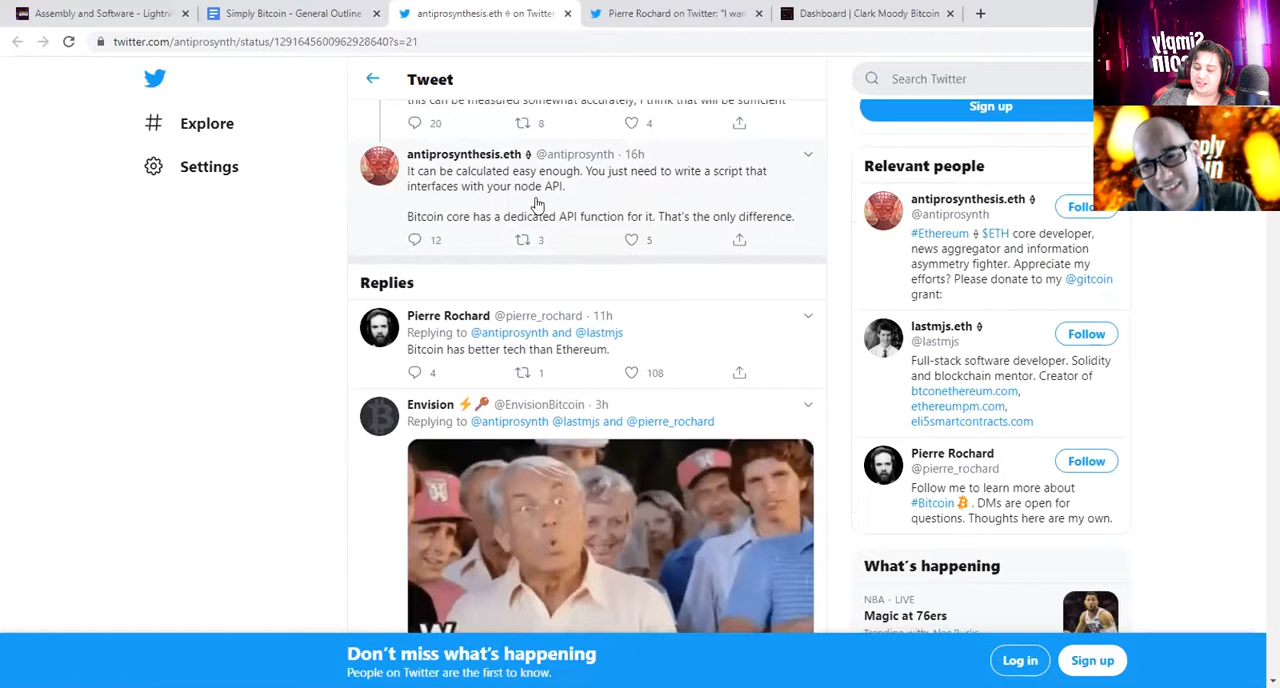 Assembly and Software - Lightni
Simply Bitcoin - General Outline
antiprosynthesis.eth on Twitter
Pierre Rochard on Twitter: "I wan
Dashboard | Clark Moody Bitcoin
twitter.com/antiprosynth/status/1291645600962928640?s=21
Explore
Settings
Tweet
this can be measured somewhat accurately, I think that will be sufficient
20 8 4
antiprosynthesis.eth @antiprosynth · 16h
It can be calculated easy enough. You just need to write a script that
interfaces with your node API.
Bitcoin core has a dedicated API function for it. That's the only difference.
12 3 5
Replies
Pierre Rochard @pierre_rochard · 11h
Replying to @antiprosynth and @lastmjs
Bitcoin has better tech than Ethereum.
4 1 108
Envision ⚡🔑 @EnvisionBitcoin · 3h
Replying to @antiprosynth @lastmjs and @pierre_rochard
Search Twitter
Sign up
Relevant people
antiprosynthesis.eth
@antiprosynth
Follo
#Ethereum $ETH core developer,
news aggregator and information
asymmetry fighter. Appreciate my
efforts? Please donate to my @gitcoin
grant:
lastmjs.eth
@lastmjs
Follow
Full-stack software developer. Solidity
and blockchain mentor. Creator of
btconethereum.com,
ethereumpm.com,
eli5smartcontracts.com
Pierre Rochard
@pierre_rochard
Follow
Follow me to learn more about
#Bitcoin. DMs are open for
questions. Thoughts here are my own.
What's happening
NBA - LIVE
Magic at 76ers
Don't miss what's happening
People on Twitter are the first to know.
Log in
Sign up